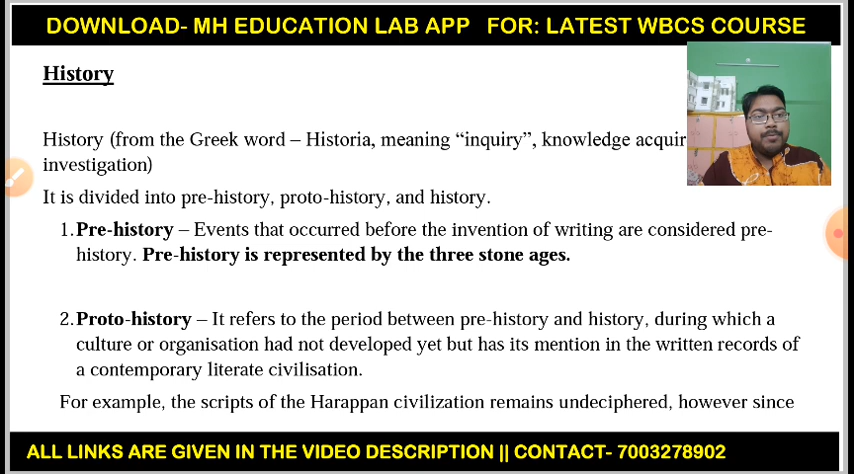 DOWNLOAD- MH EDUCATION LAB APP FOR: LATEST WBCS COURSE
History
History (from the Greek word – Historia, meaning “inquiry”, knowledge acquir
investigation)
It is divided into pre-history, proto-history, and history.
1. Pre-history – Events that occurred before the invention of writing are considered pre-
history. Pre-history is represented by the three stone ages.
2. Proto-history – It refers to the period between pre-history and history, during which a
culture or organisation had not developed yet but has its mention in the written records of
a contemporary literate civilisation.
For example, the scripts of the Harappan civilization remains undeciphered, however since
ALL LINKS ARE GIVEN IN THE VIDEO DESCRIPTION || CONTACT- 7003278902